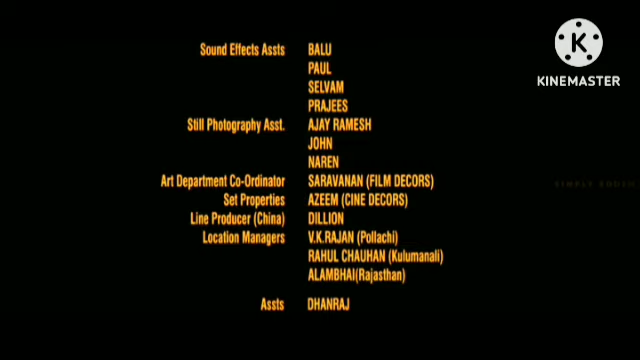 Sound Effects Assts BALU
PAUL
SELVAM
PRAJEES
Still Photography Asst. AJAY RAMESH
JOHN
NAREN
Art Department Co-Ordinator SARAVANAN (FILM DECORS)
Set Properties AZEEM (CINE DECORS)
Line Producer (China) DILLION
Location Managers V.K.RAJAN (Pollachi)
RAHUL CHAUHAN (Kulumanali)
ALAMBHAI(Rajasthan)
Assts DHANRAJ
K
KINEMASTER